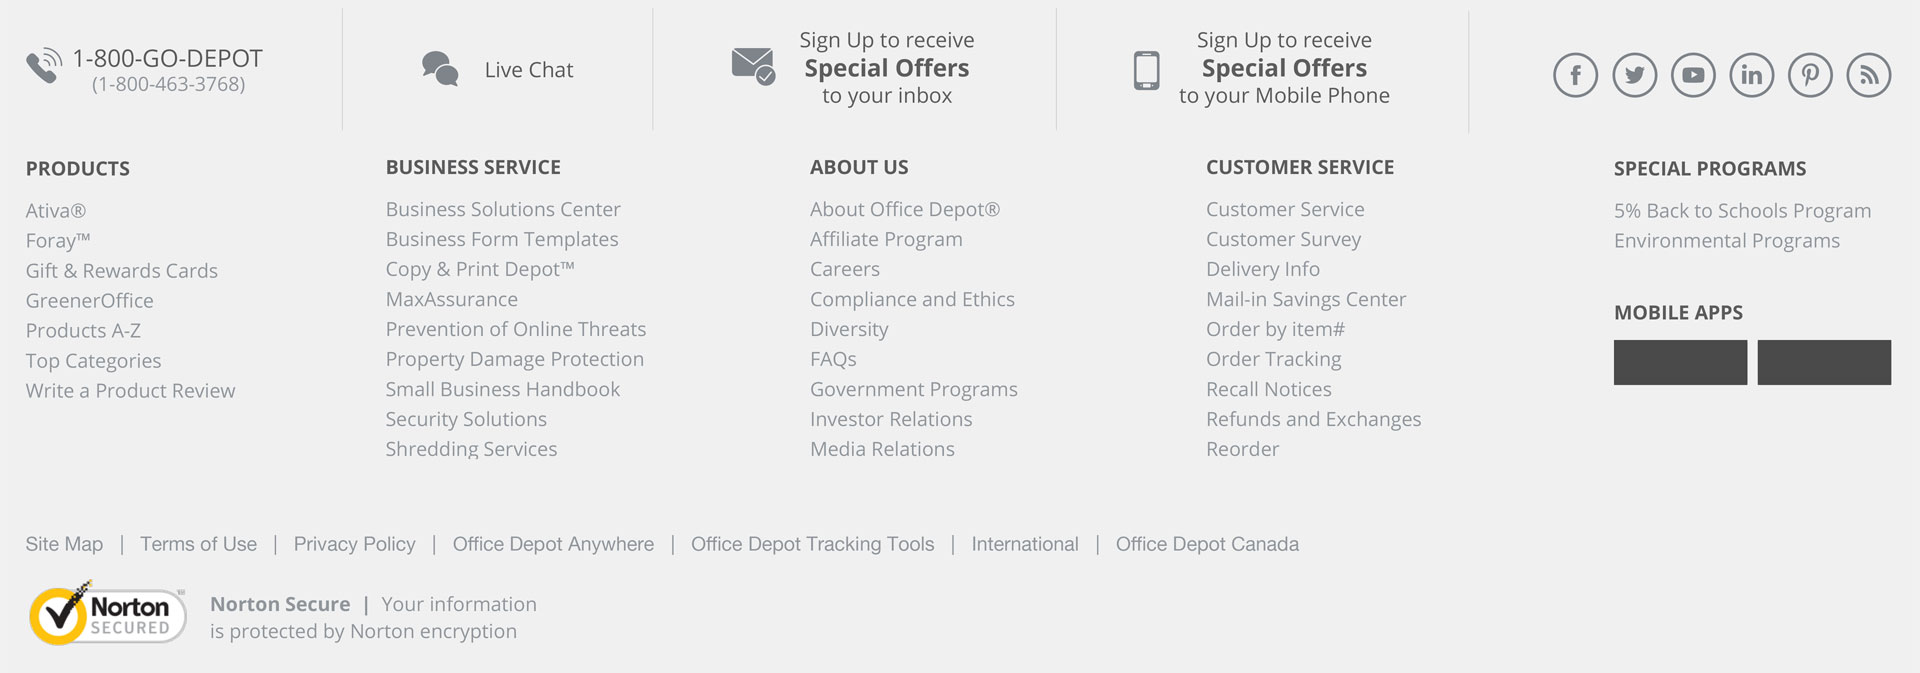 1-800-GO-DEPOT
(1-800-463-3768)
Live Chat
Sign Up to receive
Special Offers
to your inbox
Sign Up to receive
Special Offers
to your Mobile Phone
PRODUCTS
Ativa®
Foray™
Gift & Rewards Cards
GreenerOffice
Products A-Z
Top Categories
Write a Product Review
BUSINESS SERVICE
Business Solutions Center
Business Form Templates
Copy & Print Depot™
MaxAssurance
Prevention of Online Threats
Property Damage Protection
Small Business Handbook
Security Solutions
Shredding Services
ABOUT US
About Office Depot®
Affiliate Program
Careers
Compliance and Ethics
Diversity
FAQs
Government Programs
Investor Relations
Media Relations
CUSTOMER SERVICE
Customer Service
Customer Survey
Delivery Info
Mail-in Savings Center
Order by item#
Order Tracking
Recall Notices
Refunds and Exchanges
Reorder
SPECIAL PROGRAMS
5% Back to Schools Program
Environmental Programs
MOBILE APPS
Site Map | Terms of Use | Privacy Policy | Office Depot Anywhere | Office Depot Tracking Tools | International | Office Depot Canada
Norton
SECURED
Norton Secure | Your information
is protected by Norton encryption